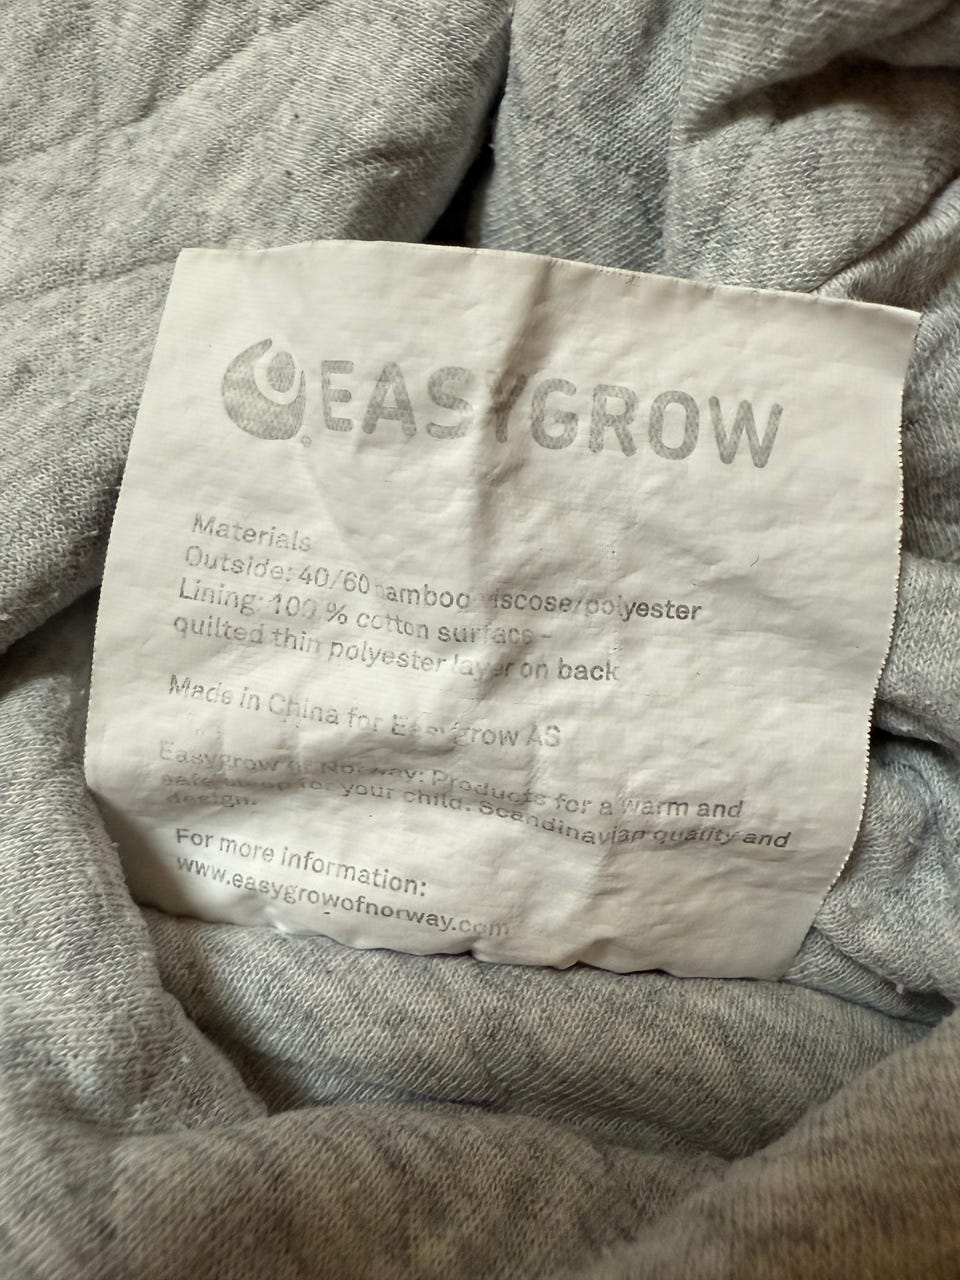 EASYGROW
Materials
Outside: 40/60 bamboo viscose/polyester
Lining: 100 % cotton surface -
quilted thin polyester layer on back
Made in China for Easygrow AS
Easygrow of Norway: Products for a warm and
safe sleep for your child. Scandinavian quality and
design.
For more information:
www.easygrowofnorway.com